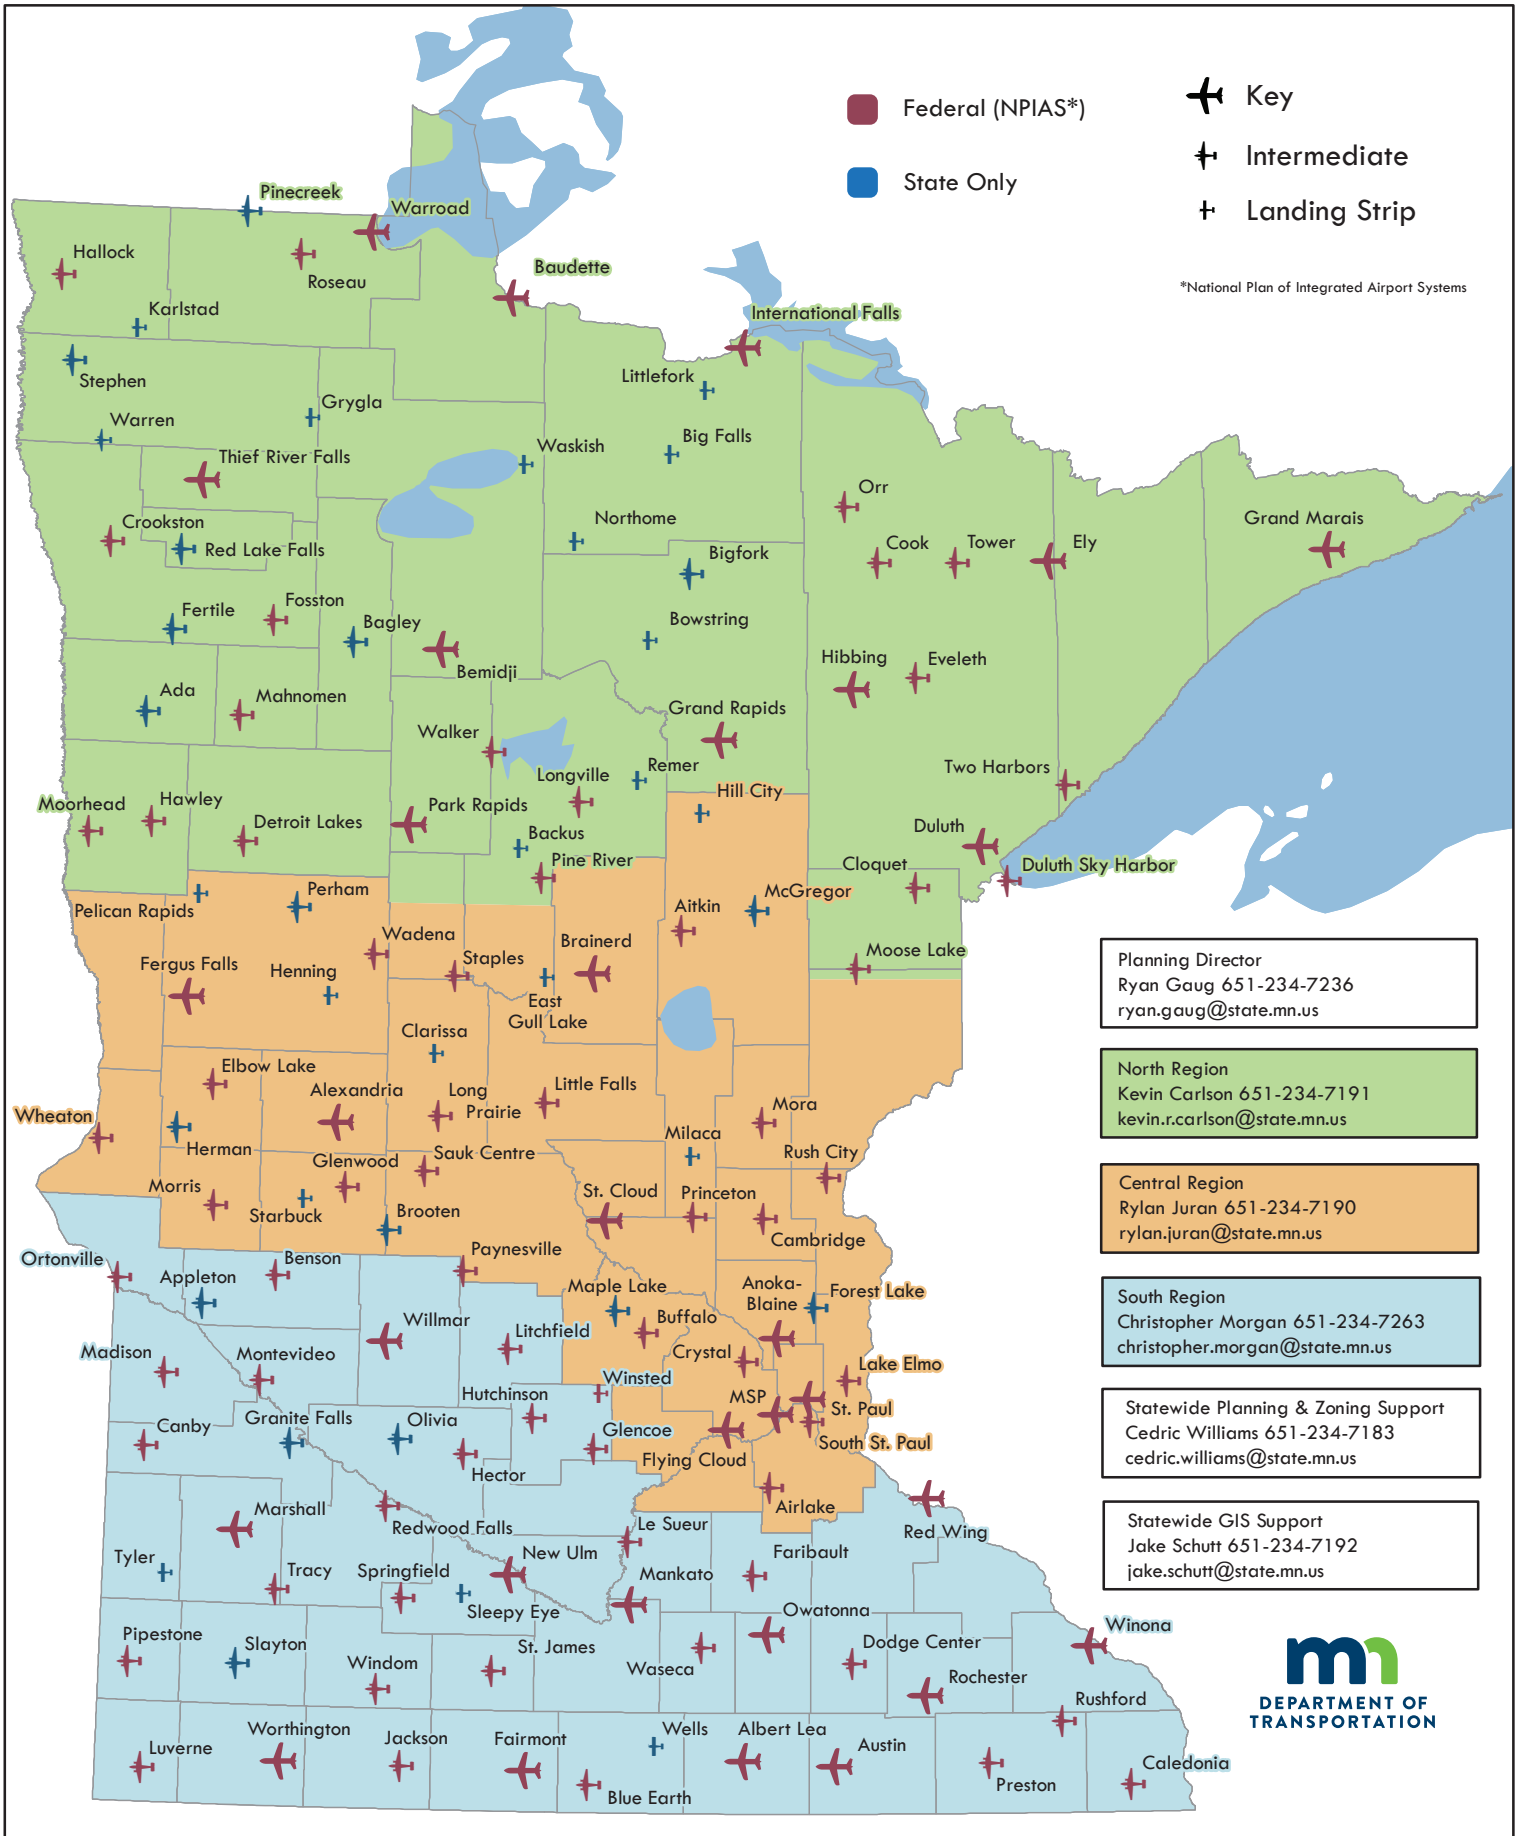 Federal (NPIAS*)
State Only
Key
Intermediate
Landing Strip
*National Plan of Integrated Airport Systems
Pinecreek
Warroad
Hallock
Roseau
Baudette
Karlstad
International Falls
Stephen
Littlefork
Grygla
Warren
Big Falls
Waskish
Thief River Falls
Orr
Crookston
Northome
Grand Marais
Red Lake Falls
Bigfork
Cook
Tower
Ely
Fertile
Fosston
Bagley
Bowstring
Bemidji
Hibbing
Eveleth
Ada
Mahnomen
Grand Rapids
Walker
Remer
Two Harbors
Longville
Hill City
Moorhead
Hawley
Park Rapids
Detroit Lakes
Backus
Duluth
Pine River
Cloquet
Duluth Sky Harbor
Perham
McGregor
Pelican Rapids
Aitkin
Wadena
Brainerd
Moose Lake
Staples
Fergus Falls
Henning
East
Gull Lake
Clarissa
Elbow Lake
Alexandria
Long
Prairie
Little Falls
Mora
Wheaton
Milaca
Herman
Rush City
Sauk Centre
Glenwood
Morris
St. Cloud
Princeton
Starbuck
Brooten
Cambridge
Paynesville
Ortonville
Benson
Appleton
Maple Lake
Anoka-
Blaine
Forest Lake
Willmar
Buffalo
Litchfield
Madison
Montevideo
Crystal
Lake Elmo
Winsted
Hutchinson
MSP
St. Paul
Granite Falls
Olivia
Canby
Glencoe
South St. Paul
Flying Cloud
Hector
Marshall
Airlake
Redwood Falls
Le Sueur
Red Wing
New Ulm
Faribault
Tyler
Tracy
Springfield
Mankato
Sleepy Eye
Owatonna
Winona
Pipestone
Slayton
St. James
Dodge Center
Windom
Waseca
Rochester
Rushford
Worthington
Wells
Albert Lea
Luverne
Jackson
Fairmont
Austin
Caledonia
Blue Earth
Preston
Planning Director
Ryan Gaug 651-234-7236
ryan.gaug@state.mn.us
North Region
Kevin Carlson 651-234-7191
kevin.r.carlson@state.mn.us
Central Region
Rylan Juran 651-234-7190
rylan.juran@state.mn.us
South Region
Christopher Morgan 651-234-7263
christopher.morgan@state.mn.us
Statewide Planning & Zoning Support
Cedric Williams 651-234-7183
cedric.williams@state.mn.us
Statewide GIS Support
Jake Schutt 651-234-7192
jake.schutt@state.mn.us
mn
DEPARTMENT OF
TRANSPORTATION